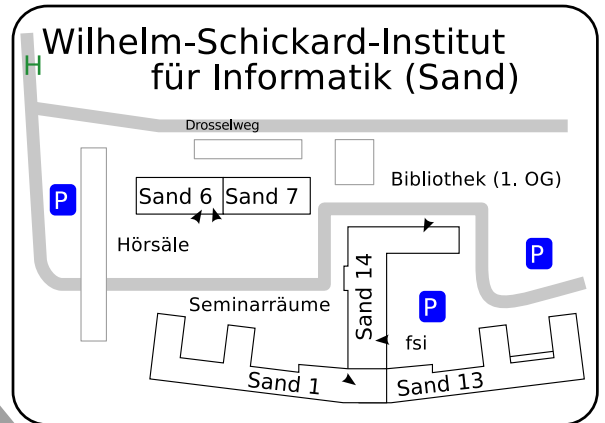 Wilhelm-Schickard-Institut
für Informatik (Sand)
H
Drosselweg
Bibliothek (1. OG)
P
Sand 6
Sand 7
Hörsäle
P
Sand 14
Seminarräume
P
fsi
Sand 1
Sand 13